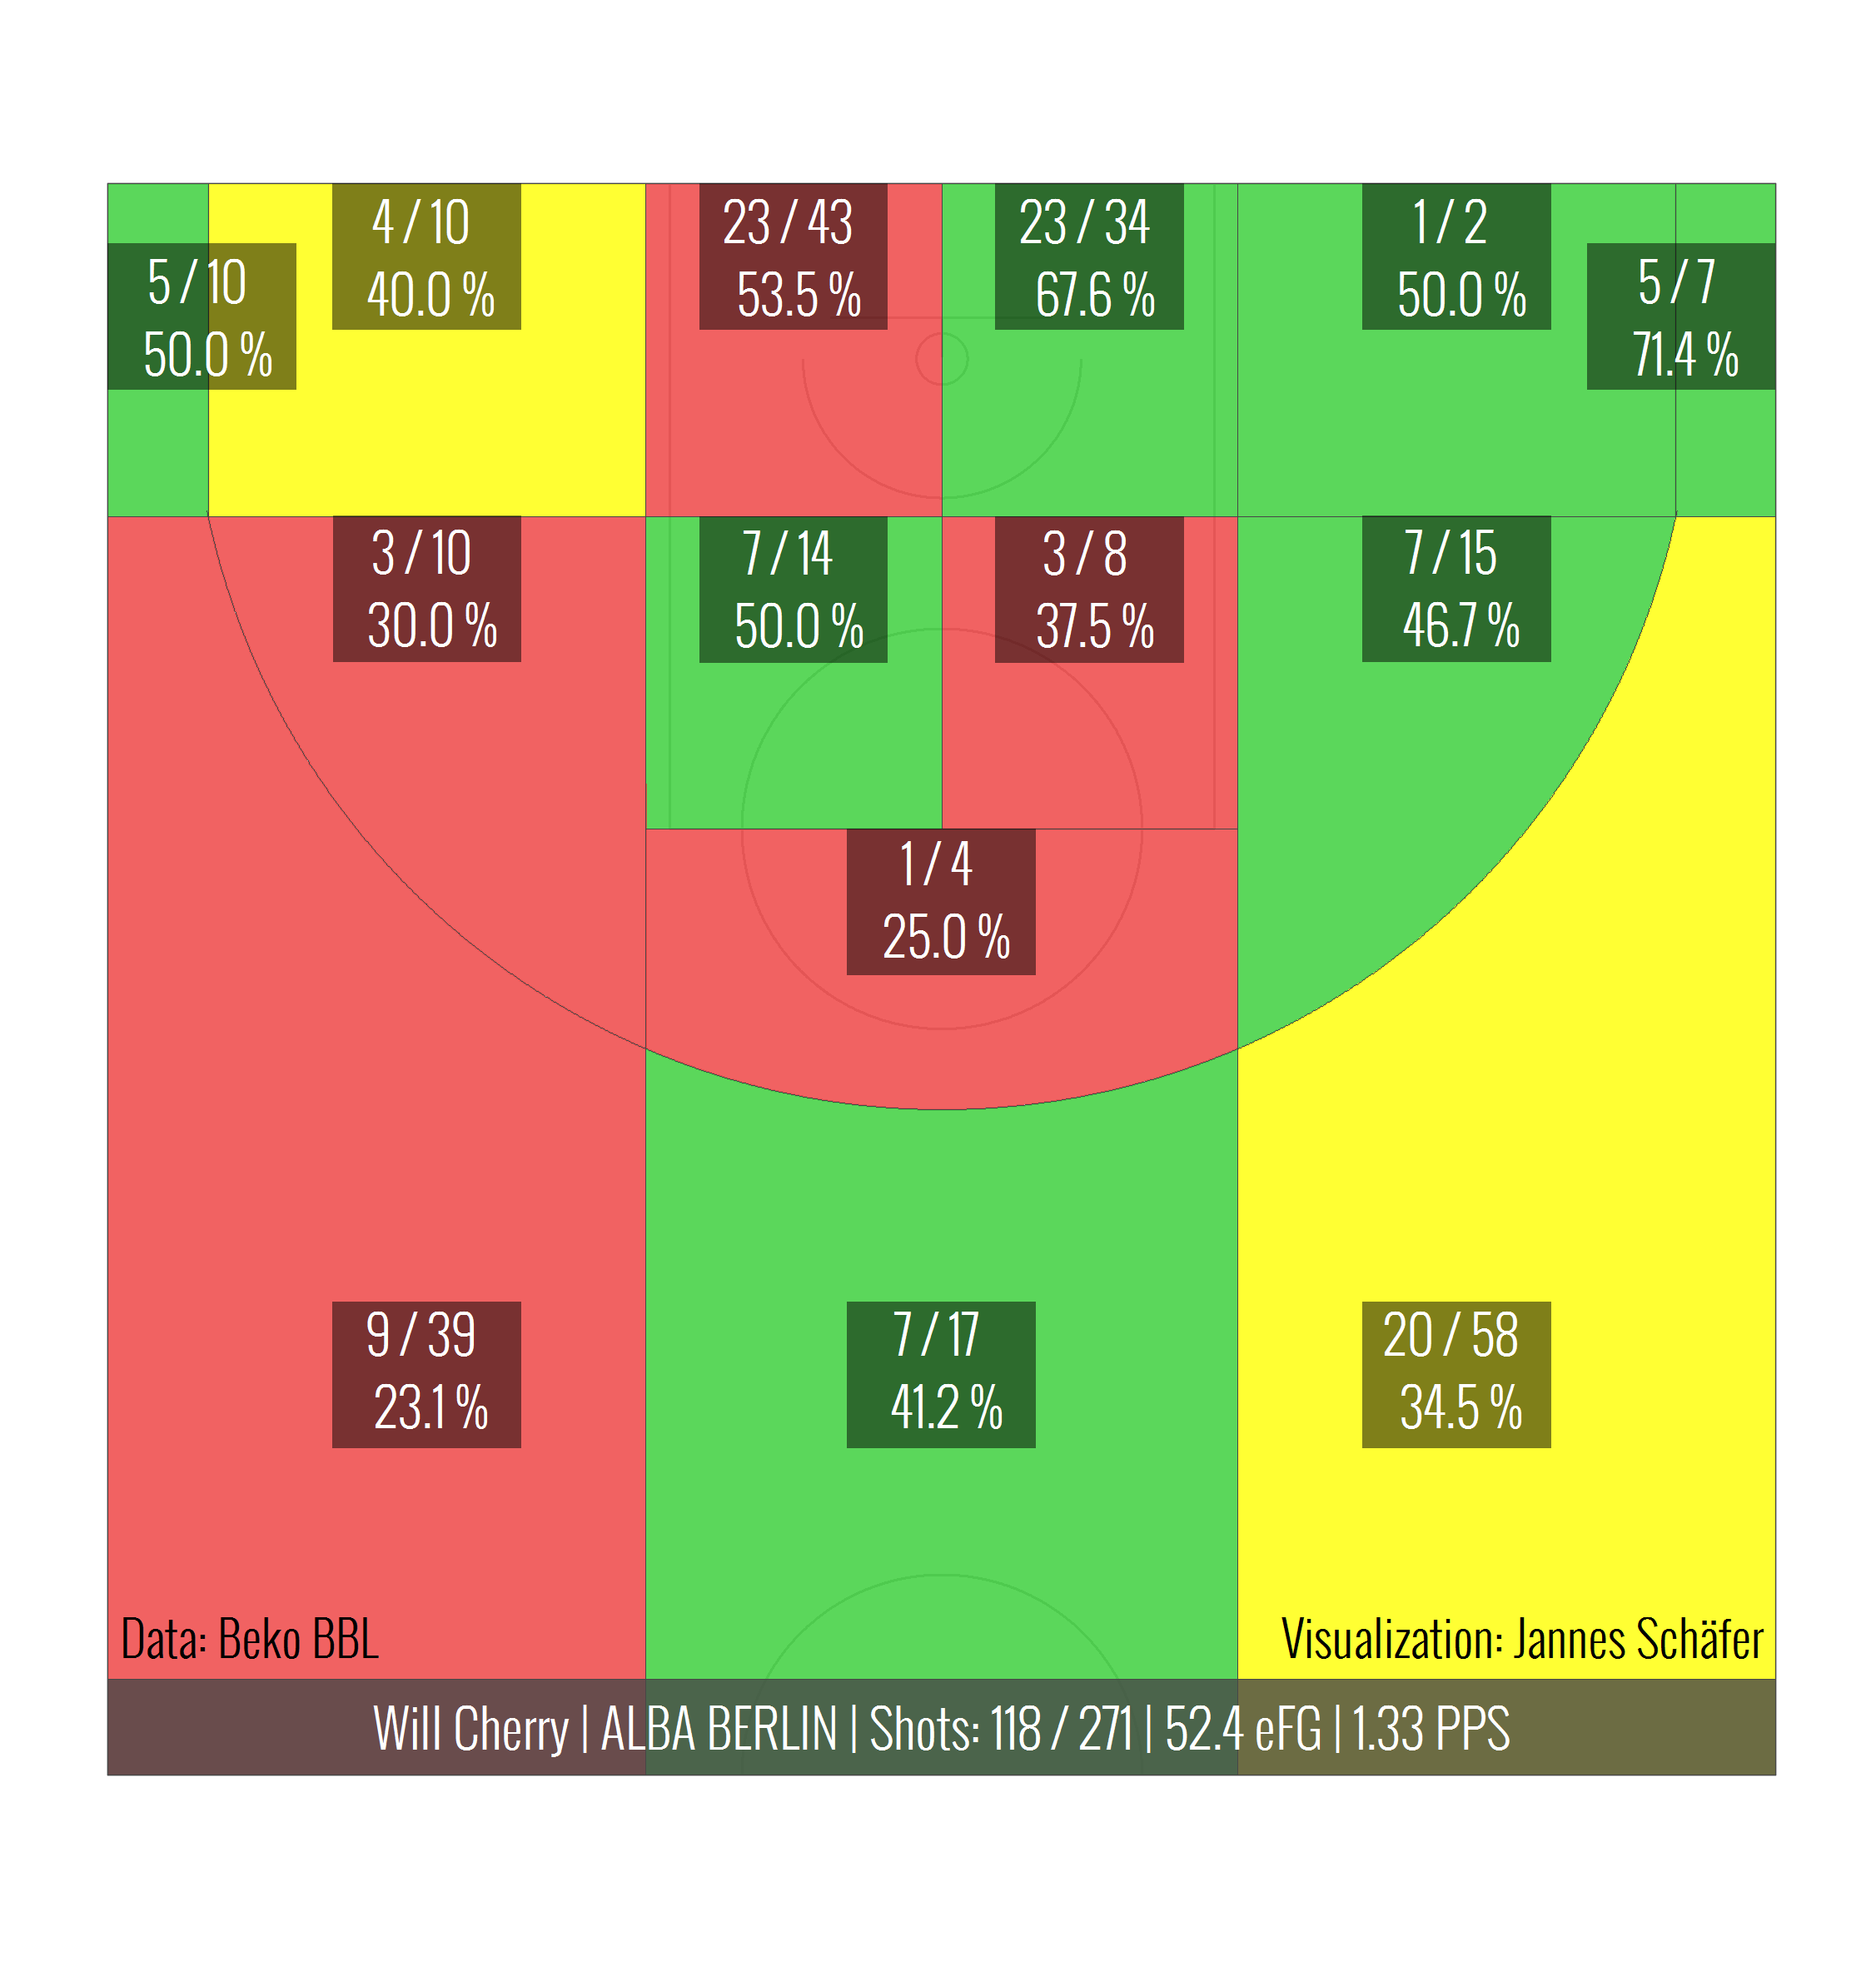 4 / 10
40.0 %
23 / 43
53.5 %
23 / 34
67.6 %
1 / 2
50.0 %
5 / 10
50.0 %
5 / 7
71.4 %
3 / 10
30.0 %
7 / 14
50.0 %
3 / 8
37.5 %
7 / 15
46.7 %
1 / 4
25.0 %
9 / 39
23.1 %
7 / 17
41.2 %
20 / 58
34.5 %
Data: Beko BBL
Visualization: Jannes Schäfer
Will Cherry | ALBA BERLIN | Shots: 118 / 271 | 52.4 eFG | 1.33 PPS